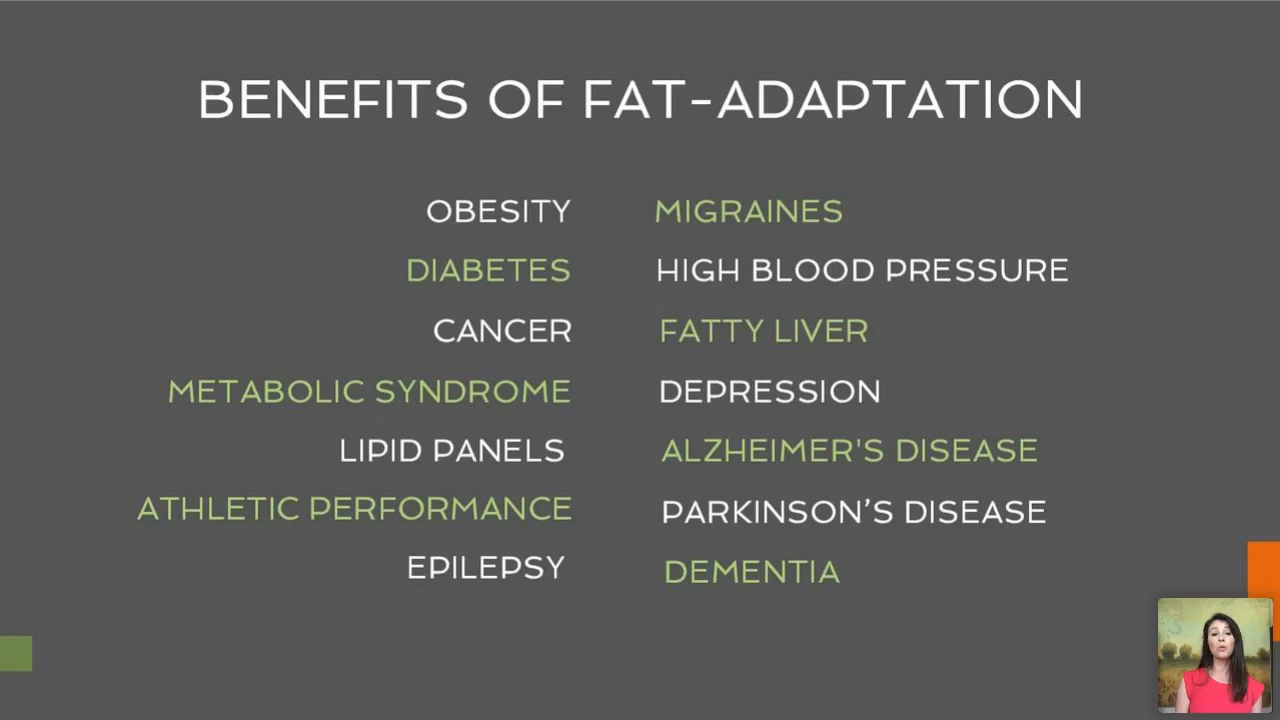 BENEFITS OF FAT-ADAPTATION
OBESITY
DIABETES
CANCER
METABOLIC SYNDROME
LIPID PANELS
ATHLETIC PERFORMANCE
EPILEPSY
MIGRAINES
HIGH BLOOD PRESSURE
FATTY LIVER
DEPRESSION
ALZHEIMER'S DISEASE
PARKINSON’S DISEASE
DEMENTIA